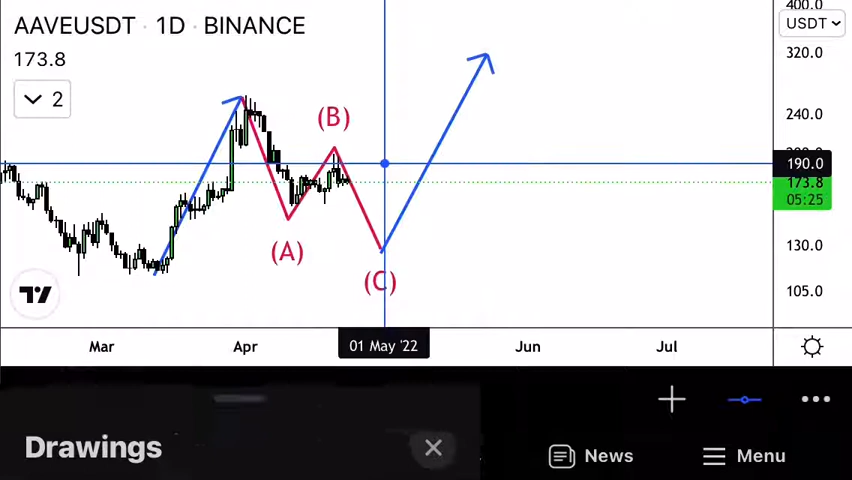 AAVEUSDT · 1D · BINANCE
173.8
2
USDT
400.0
320.0
240.0
190.0
173.8
05:25
130.0
105.0
(A)
(B)
(C)
Mar
Apr
01 May '22
Jun
Jul
Drawings
News
Menu